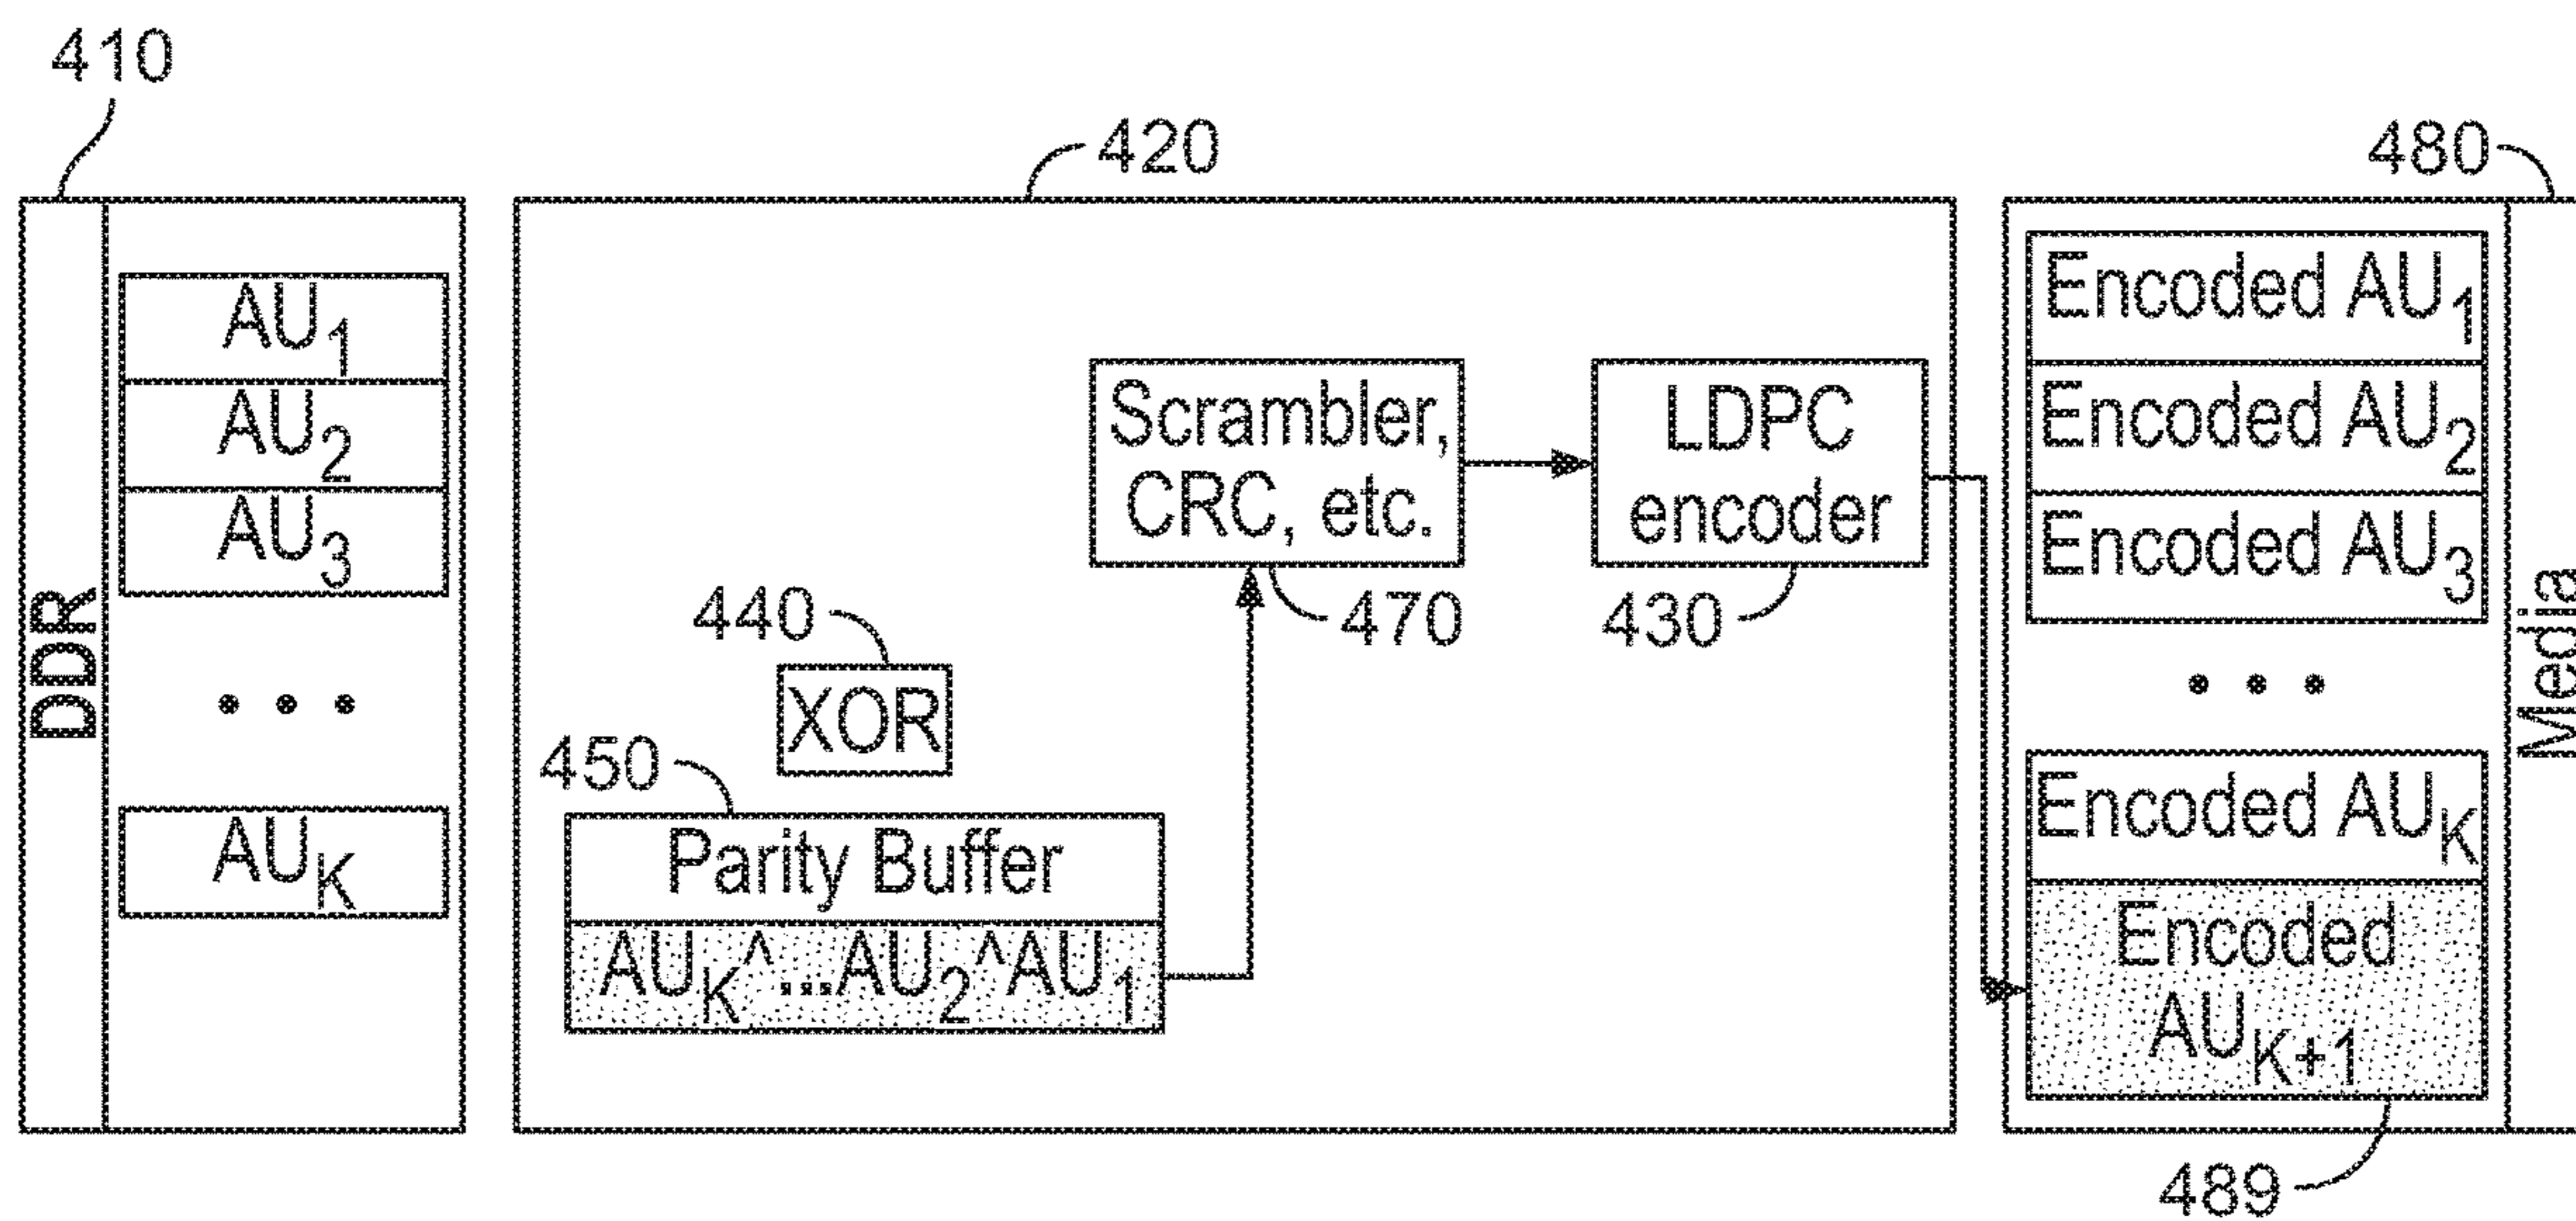 410
420
480
DDR
AU1
AU2
AU3
• • •
AUK
Scrambler,
CRC, etc.
470
LDPC
encoder
430
440
XOR
450
Parity Buffer
AUK^...AU2^AU1
Encoded AU1
Encoded AU2
Encoded AU3
• • •
Encoded AUK
Encoded
AUK+1
489
Media